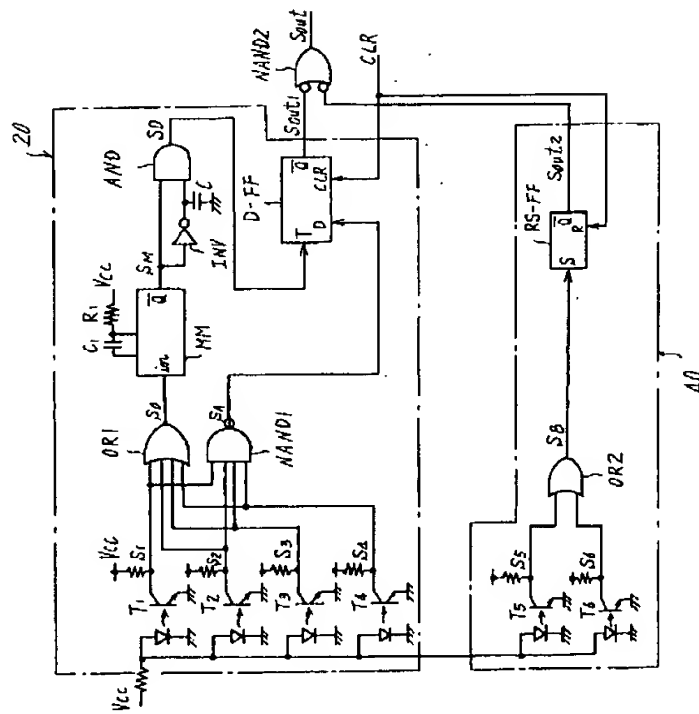 20
Vcc
T1
T2
T3
T4
Vcc
S1
S2
S3
S4
OR1
NAND1
SA
C1
R1
Vcc
in
Q̄
MM
SM
INV
C
AND
SD
D-FF
T
D
Q̄
CLR
Sout1
NAND2
Sout
CLR
T5
T6
S5
S6
OR2
SB
RS-FF
S
R
Q̄
Sout2
40